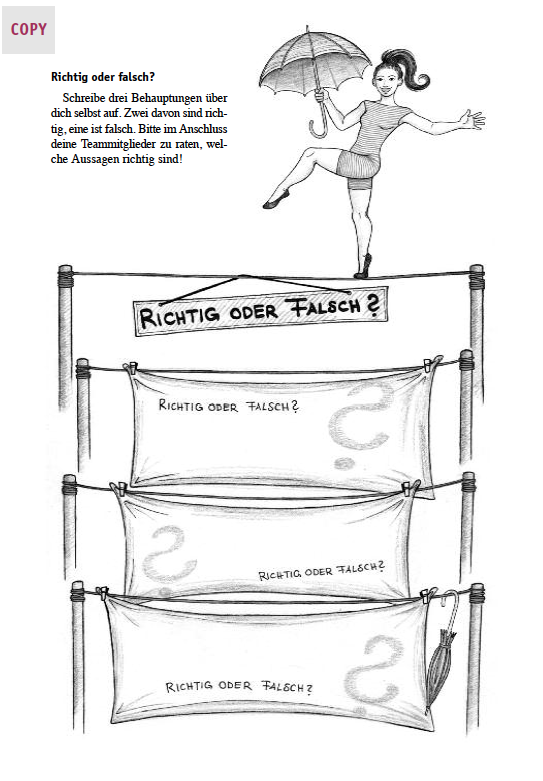 COPY
Richtig oder falsch?
Schreibe drei Behauptungen über
dich selbst auf. Zwei davon sind rich-
tig, eine ist falsch. Bitte im Anschluss
deine Teammitglieder zu raten, wel-
che Aussagen richtig sind!
RICHTIG ODER FALSCH?
RICHTIG ODER FALSCH?
?
?
RICHTIG ODER FALSCH?
?
RICHTIG ODER FALSCH?